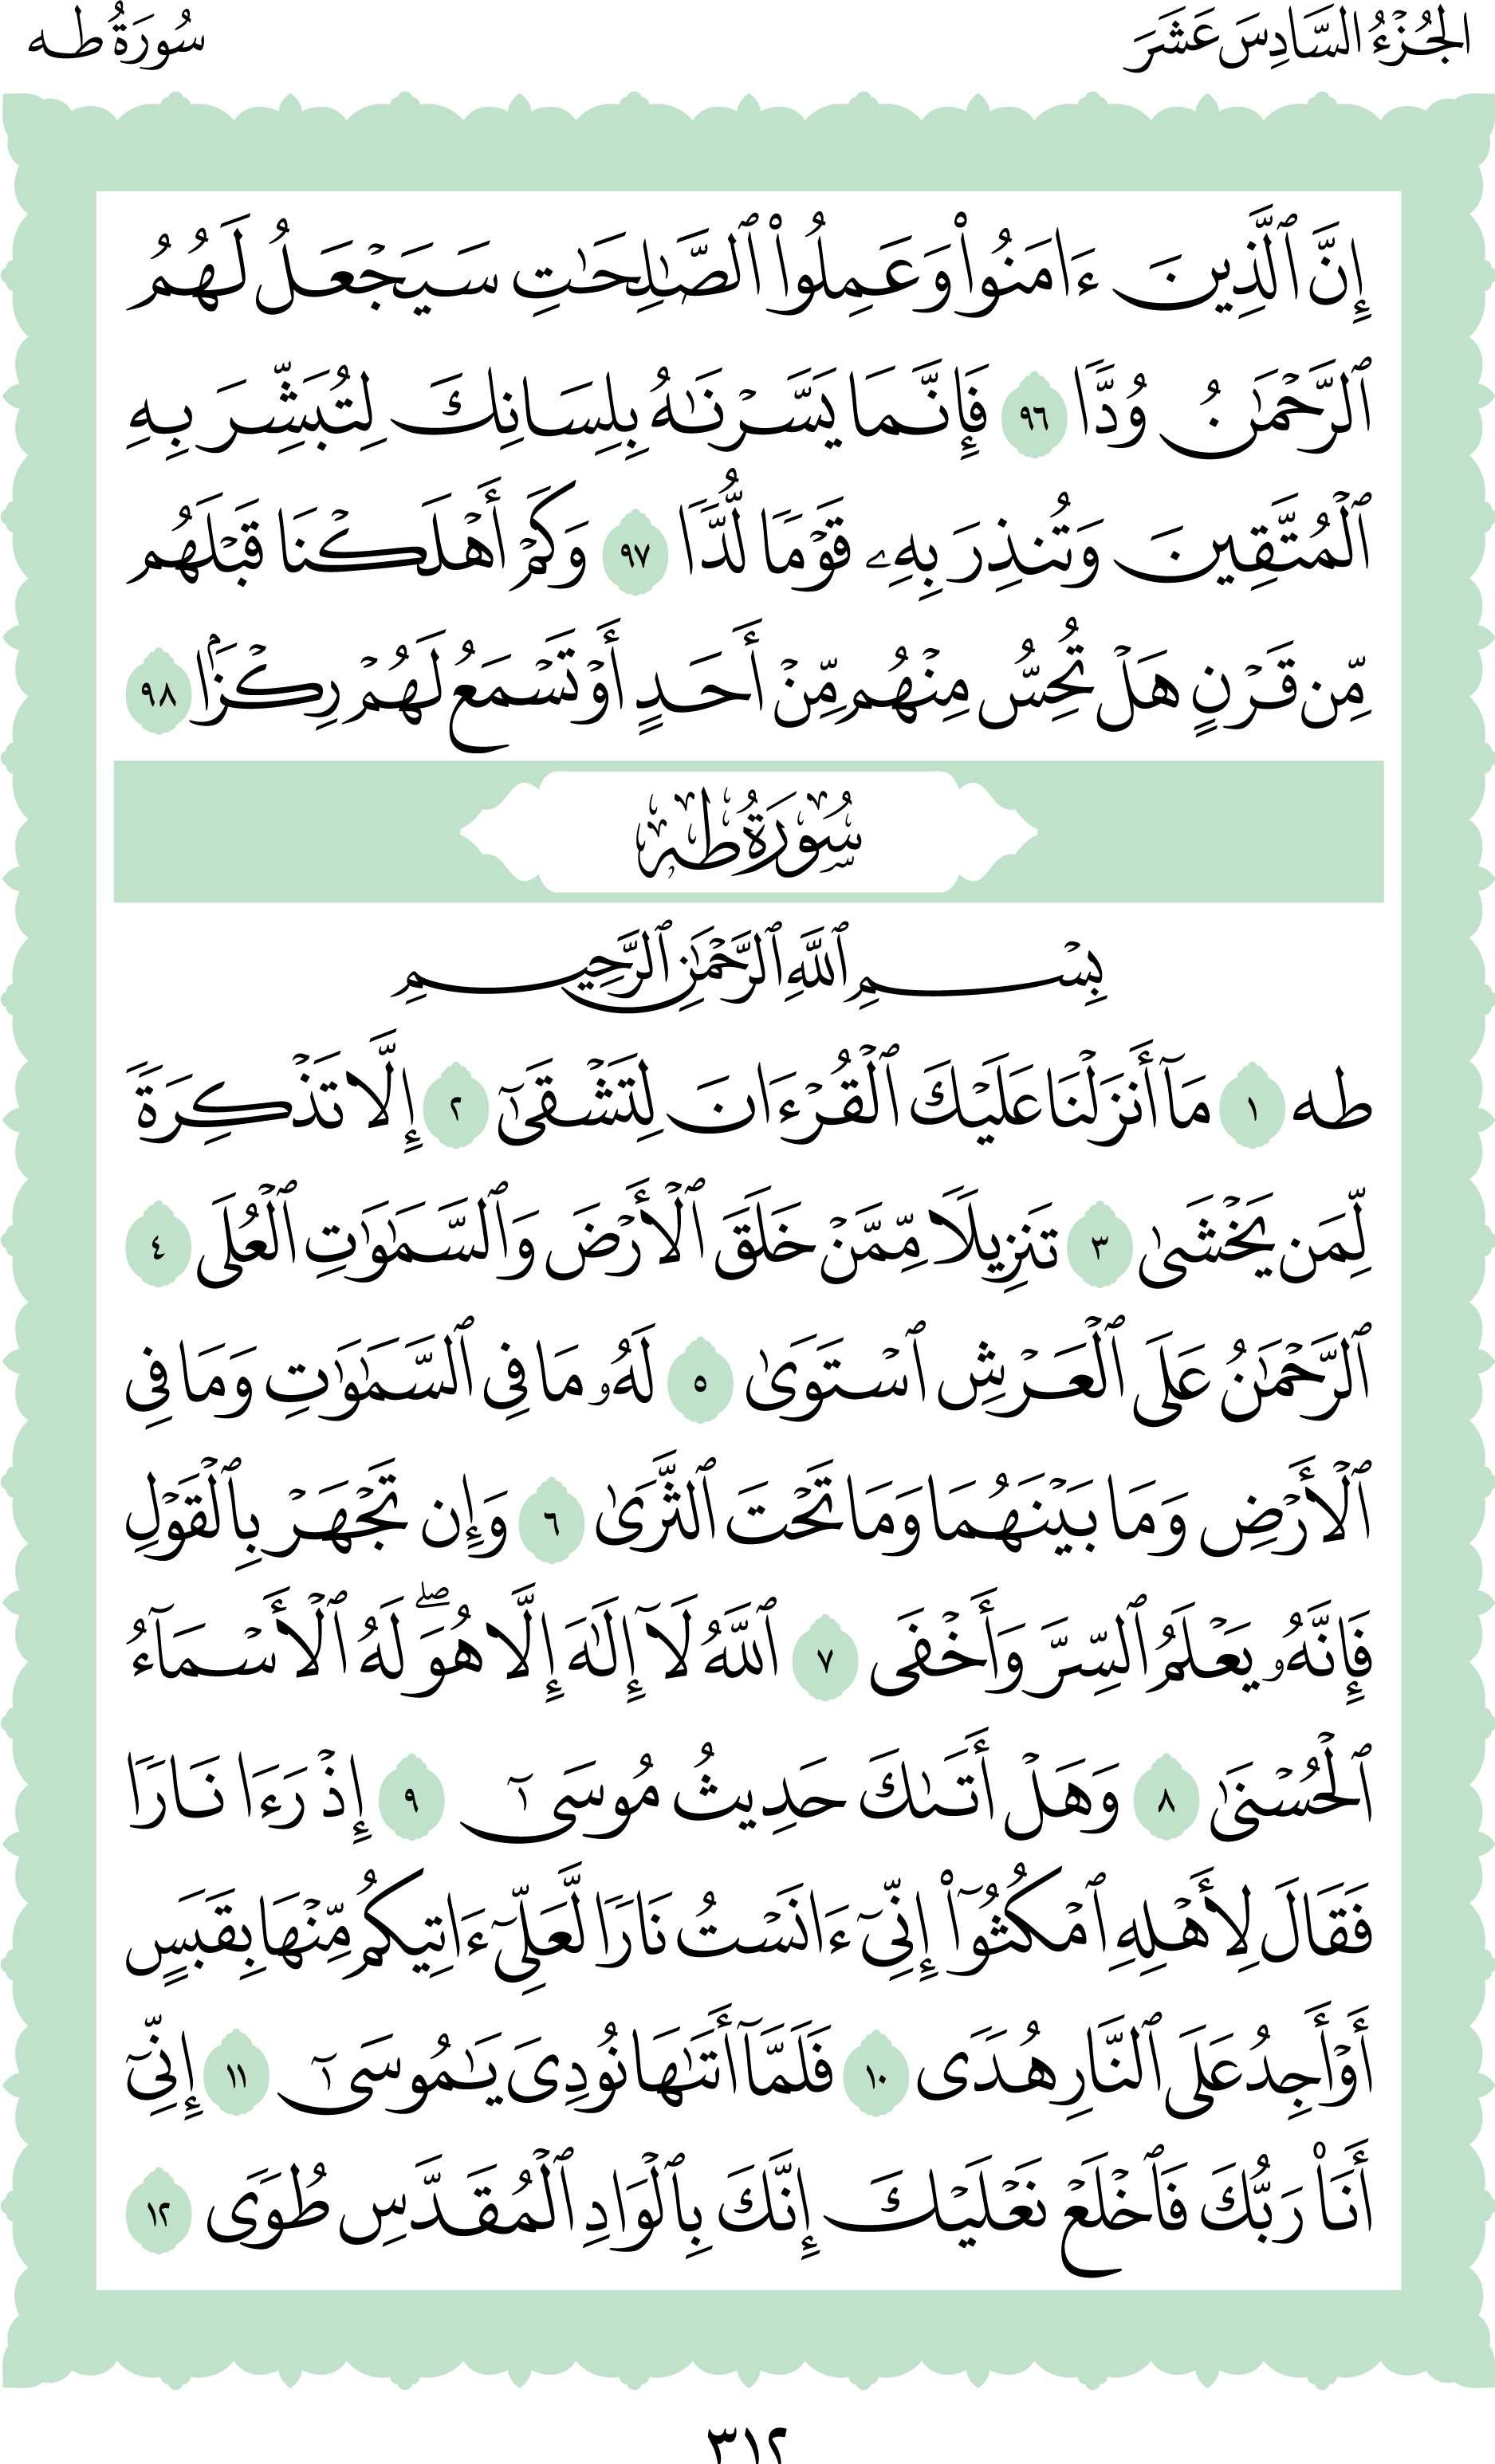 الجُزْءُ السَّادِسَ عَشَرَ
سُورَةُ طه
إِنَّ ٱلَّذِينَ ءَامَنُوا۟ وَعَمِلُوا۟ ٱلصَّـٰلِحَـٰتِ سَيَجْعَلُ لَهُمُ
ٱلرَّحْمَـٰنُ وُدًّا ٩٦ فَإِنَّمَا يَسَّرْنَـٰهُ بِلِسَانِكَ لِتُبَشِّرَ بِهِ
ٱلْمُتَّقِينَ وَتُنذِرَ بِهِۦ قَوْمًا لُّدًّا ٩٧ وَكَمْ أَهْلَكْنَا قَبْلَهُم
مِّن قَرْنٍ هَلْ تُحِسُّ مِنْهُم مِّنْ أَحَدٍ أَوْ تَسْمَعُ لَهُمْ رِكْزًۢا ٩٨
سُورَةُ طه
بِسْمِ ٱللَّهِ ٱلرَّحْمَـٰنِ ٱلرَّحِيمِ
طه ١ مَآ أَنزَلْنَا عَلَيْكَ ٱلْقُرْءَانَ لِتَشْقَىٰٓ ٢ إِلَّا تَذْكِرَةً
لِّمَن يَخْشَىٰ ٣ تَنزِيلًا مِّمَّنْ خَلَقَ ٱلْأَرْضَ وَٱلسَّمَـٰوَٰتِ ٱلْعُلَى ٤
ٱلرَّحْمَـٰنُ عَلَى ٱلْعَرْشِ ٱسْتَوَىٰ ٥ لَهُۥ مَا فِى ٱلسَّمَـٰوَٰتِ وَمَا فِى
ٱلْأَرْضِ وَمَا بَيْنَهُمَا وَمَا تَحْتَ ٱلثَّرَىٰ ٦ وَإِن تَجْهَرْ بِٱلْقَوْلِ
فَإِنَّهُۥ يَعْلَمُ ٱلسِّرَّ وَأَخْفَى ٧ ٱللَّهُ لَآ إِلَـٰهَ إِلَّا هُوَ ۖ لَهُ ٱلْأَسْمَآءُ
ٱلْحُسْنَىٰ ٨ وَهَلْ أَتَىٰكَ حَدِيثُ مُوسَىٰٓ ٩ إِذْ رَءَا نَارًا
فَقَالَ لِأَهْلِهِ ٱمْكُثُوٓا۟ إِنِّىٓ ءَانَسْتُ نَارًا لَّعَلِّىٓ ءَاتِيكُم مِّنْهَا بِقَبَسٍ
أَوْ أَجِدُ عَلَى ٱلنَّارِ هُدًى ١٠ فَلَمَّآ أَتَىٰهَا نُودِىَ يَـٰمُوسَىٰٓ ١١ إِنِّىٓ
أَنَا۠ رَبُّكَ فَٱخْلَعْ نَعْلَيْكَ إِنَّكَ بِٱلْوَادِ ٱلْمُقَدَّسِ طُوًى ١٢
٣١٢